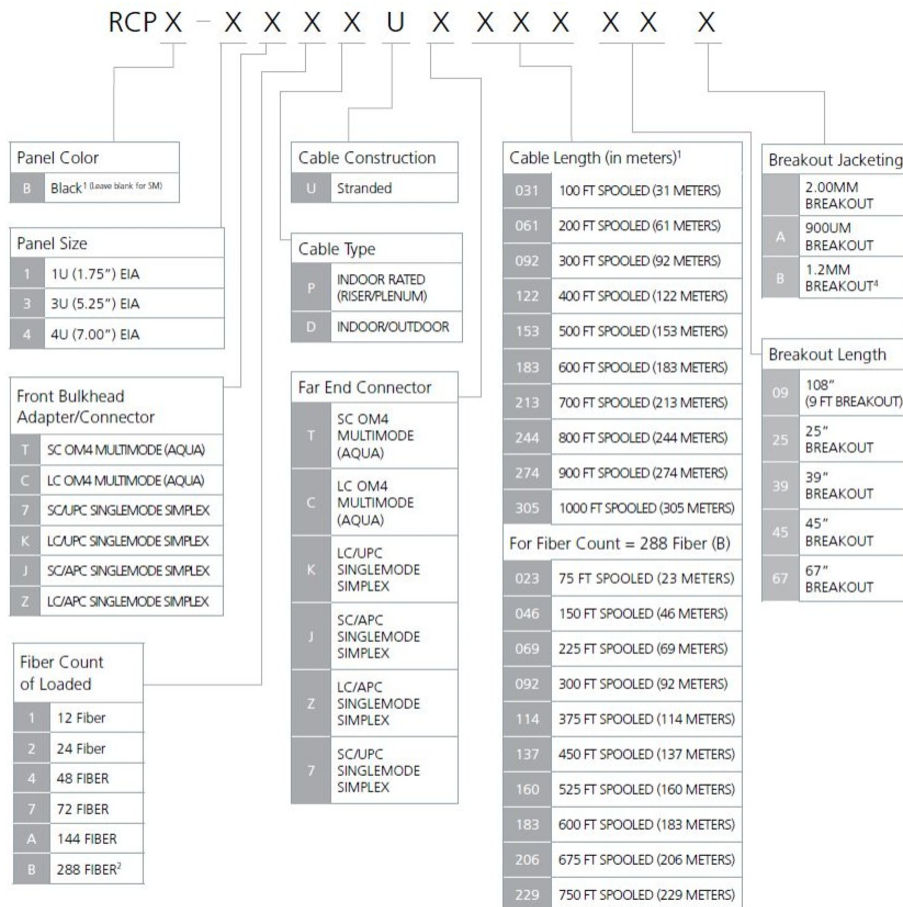 RCP X – X X X X U X X X X X X X
Panel Color
B Black¹ (Leave blank for SM)
Panel Size
1 1U (1.75”) EIA
3 3U (5.25”) EIA
4 4U (7.00”) EIA
Front Bulkhead
Adapter/Connector
T SC OM4 MULTIMODE (AQUA)
C LC OM4 MULTIMODE (AQUA)
7 SC/UPC SINGLEMODE SIMPLEX
K LC/UPC SINGLEMODE SIMPLEX
J SC/APC SINGLEMODE SIMPLEX
Z LC/APC SINGLEMODE SIMPLEX
Fiber Count
of Loaded
1 12 Fiber
2 24 Fiber
4 48 FIBER
7 72 FIBER
A 144 FIBER
B 288 FIBER²
Cable Construction
U Stranded
Cable Type
P INDOOR RATED
(RISER/PLENUM)
D INDOOR/OUTDOOR
Far End Connector
T SC OM4
MULTIMODE
(AQUA)
C LC OM4
MULTIMODE
(AQUA)
K LC/UPC
SINGLEMODE
SIMPLEX
J SC/APC
SINGLEMODE
SIMPLEX
Z LC/APC
SINGLEMODE
SIMPLEX
7 SC/UPC
SINGLEMODE
SIMPLEX
Cable Length (in meters)¹
031 100 FT SPOOLED (31 METERS)
061 200 FT SPOOLED (61 METERS)
092 300 FT SPOOLED (92 METERS)
122 400 FT SPOOLED (122 METERS)
153 500 FT SPOOLED (153 METERS)
183 600 FT SPOOLED (183 METERS)
213 700 FT SPOOLED (213 METERS)
244 800 FT SPOOLED (244 METERS)
274 900 FT SPOOLED (274 METERS)
305 1000 FT SPOOLED (305 METERS)
For Fiber Count = 288 Fiber (B)
023 75 FT SPOOLED (23 METERS)
046 150 FT SPOOLED (46 METERS)
069 225 FT SPOOLED (69 METERS)
092 300 FT SPOOLED (92 METERS)
114 375 FT SPOOLED (114 METERS)
137 450 FT SPOOLED (137 METERS)
160 525 FT SPOOLED (160 METERS)
183 600 FT SPOOLED (183 METERS)
206 675 FT SPOOLED (206 METERS)
229 750 FT SPOOLED (229 METERS)
Breakout Jacketing
2.00MM
BREAKOUT
A 900UM
BREAKOUT
B 1.2MM
BREAKOUT⁴
Breakout Length
09 108”
(9 FT BREAKOUT)
25 25”
BREAKOUT
39 39”
BREAKOUT
45 45”
BREAKOUT
67 67”
BREAKOUT